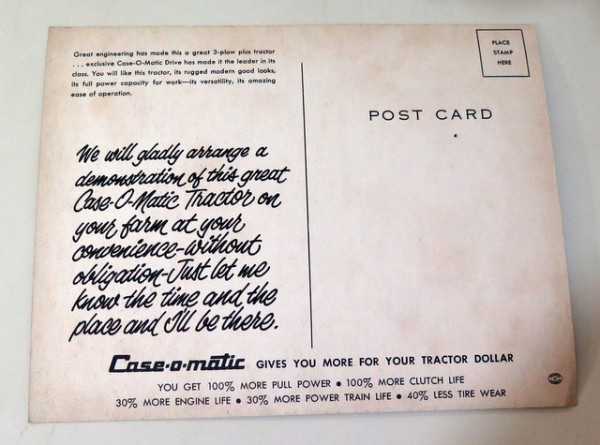 Great engineering has made this a great 3-plow plus tractor
. . . exclusive Case-O-Matic Drive has made it the leader in its
class. You will like this tractor, its rugged modern good looks,
its full power capacity for work—its versatility, its amazing
ease of operation.
PLACE
STAMP
HERE
POST CARD
We will gladly arrange a
demonstration of this great
Case-O-Matic Tractor on
your farm at your
convenience-without
obligation-Just let me
know the time and the
place and I'll be there.
Case-o-matic GIVES YOU MORE FOR YOUR TRACTOR DOLLAR
YOU GET 100% MORE PULL POWER • 100% MORE CLUTCH LIFE
30% MORE ENGINE LIFE • 30% MORE POWER TRAIN LIFE • 40% LESS TIRE WEAR